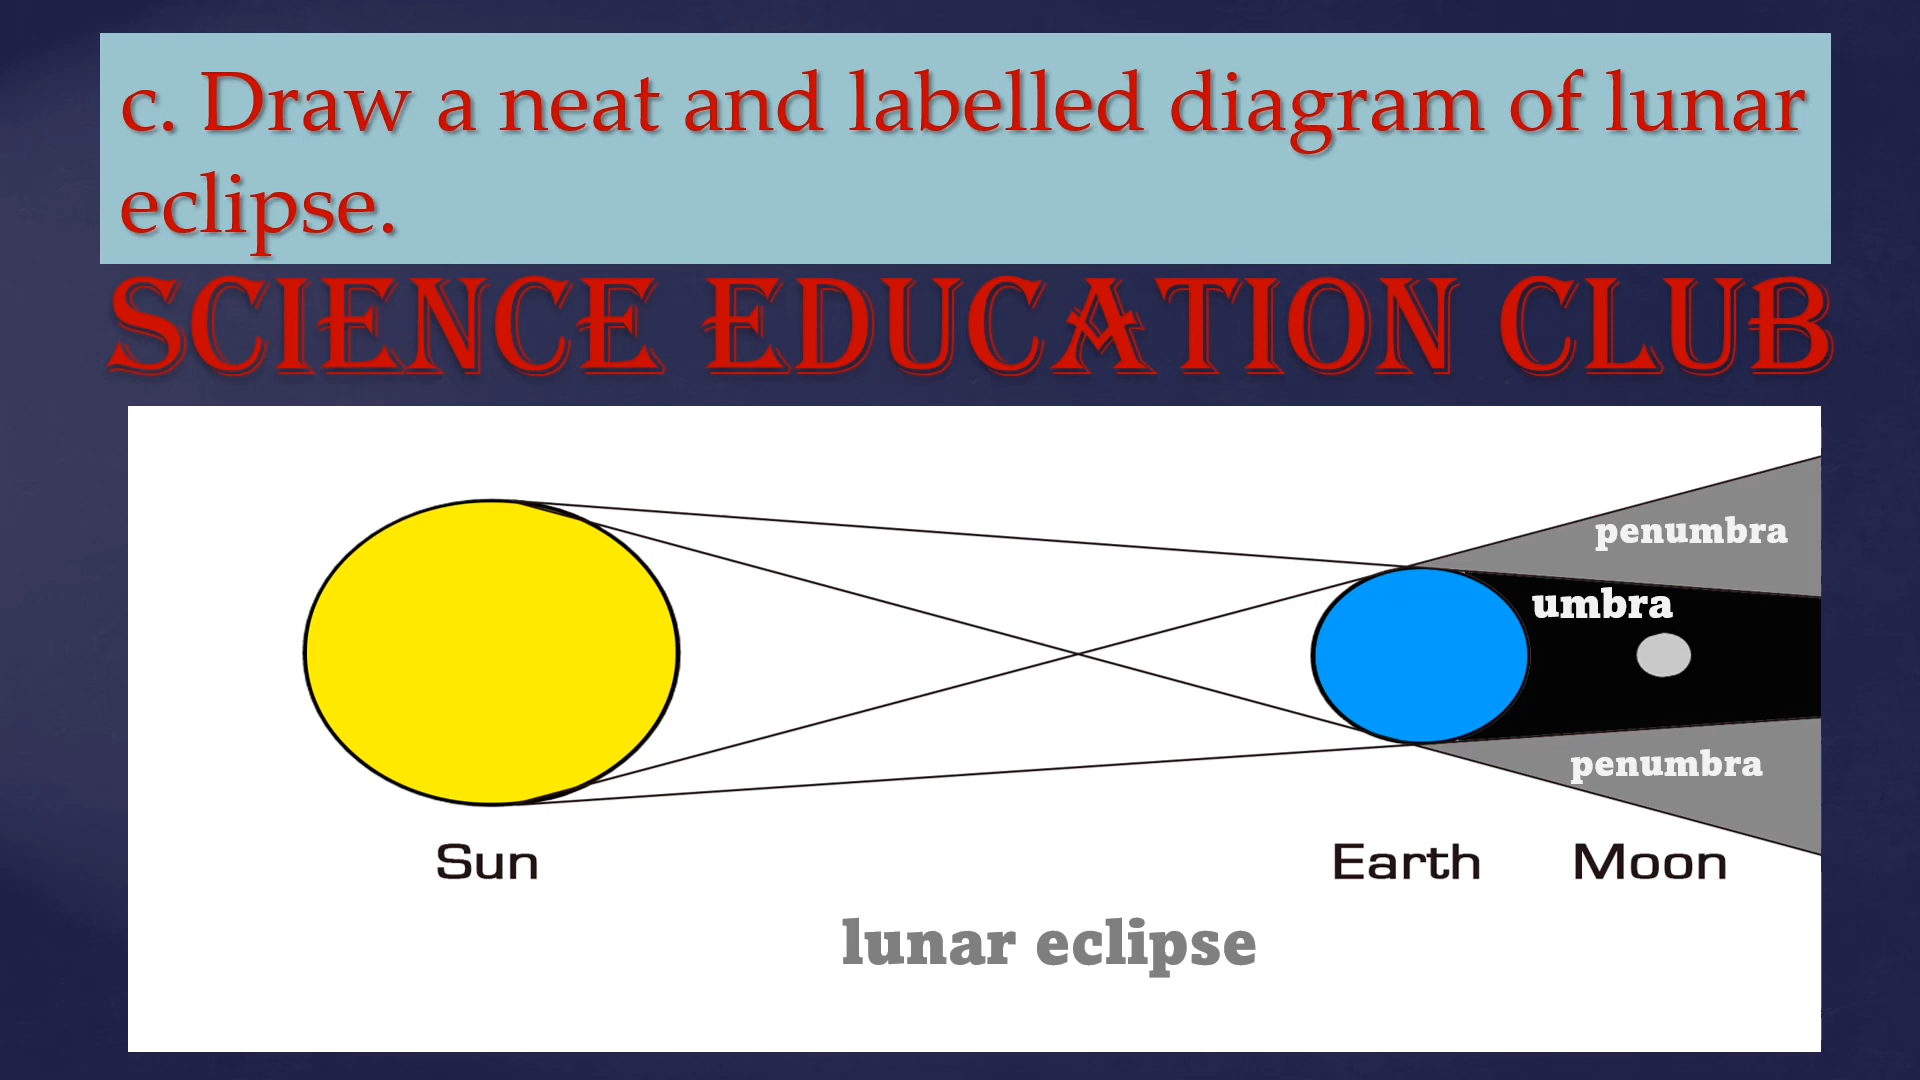 c. Draw a neat and labelled diagram of lunar
eclipse.
SCIENCE EDUCATION CLUB
penumbra
umbra
penumbra
Sun
Earth
Moon
lunar eclipse